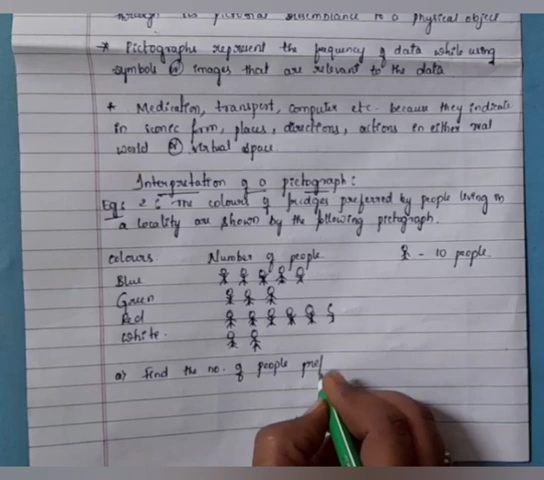 through its pictorial resemblance to a physical object
* Pictographs represent the frequency of data while using
symbols or images that are relevant to the data.
* Medication, transport, computer etc. because they indicate
in iconic form, places, directions, actions in either real
world or virtual space.
Interpretation of a pictograph:
Eg: 2: The colours of fridges preferred by people living in
a locality are shown by the following pictograph.
Colours. Number of people - 10 people.
Blue
Green
Red
White.
a) Find the no. of people pref